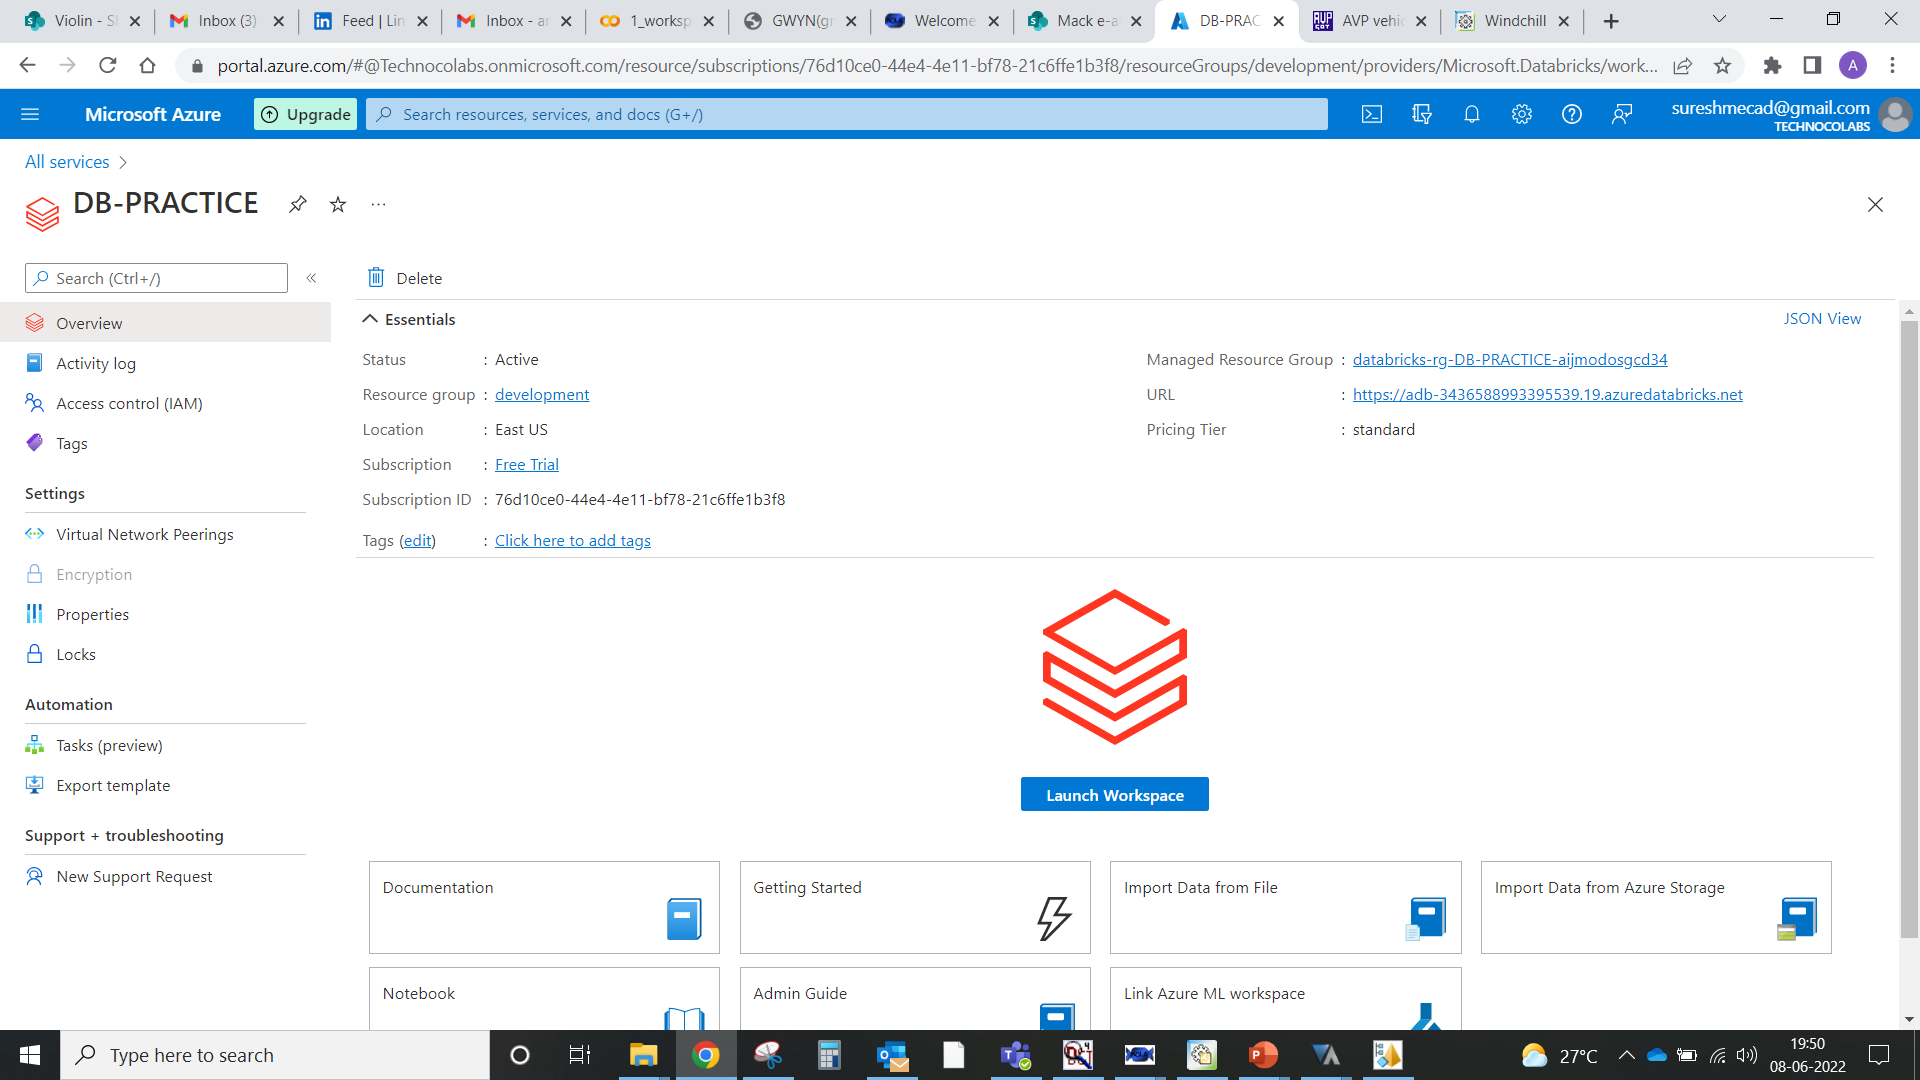 Violin - S
Inbox (3)
Feed | Lin
Inbox - ar
1_worksp
GWYN(gr
Welcome
Mack e-a
DB-PRAC
AVP vehi
Windchill
portal.azure.com/#@Technocolabs.onmicrosoft.com/resource/subscriptions/76d10ce0-44e4-4e11-bf78-21c6ffe1b3f8/resourceGroups/development/providers/Microsoft.Databricks/work...
A
Microsoft Azure
Upgrade
Search resources, services, and docs (G+/)
sureshmecad@gmail.com
TECHNOCOLABS
All services
DB-PRACTICE
Search (Ctrl+/)
Delete
Overview
Activity log
Access control (IAM)
Tags
Settings
Virtual Network Peerings
Encryption
Properties
Locks
Automation
Tasks (preview)
Export template
Support + troubleshooting
New Support Request
Essentials
JSON View
Status : Active
Resource group : development
Location : East US
Subscription : Free Trial
Subscription ID : 76d10ce0-44e4-4e11-bf78-21c6ffe1b3f8
Tags (edit) : Click here to add tags
Managed Resource Group : databricks-rg-DB-PRACTICE-aijmodosgcd34
URL : https://adb-3436588993395539.19.azuredatabricks.net
Pricing Tier : standard
Launch Workspace
Documentation
Getting Started
Import Data from File
Import Data from Azure Storage
Notebook
Admin Guide
Link Azure ML workspace
Type here to search
27°C
19:50
08-06-2022